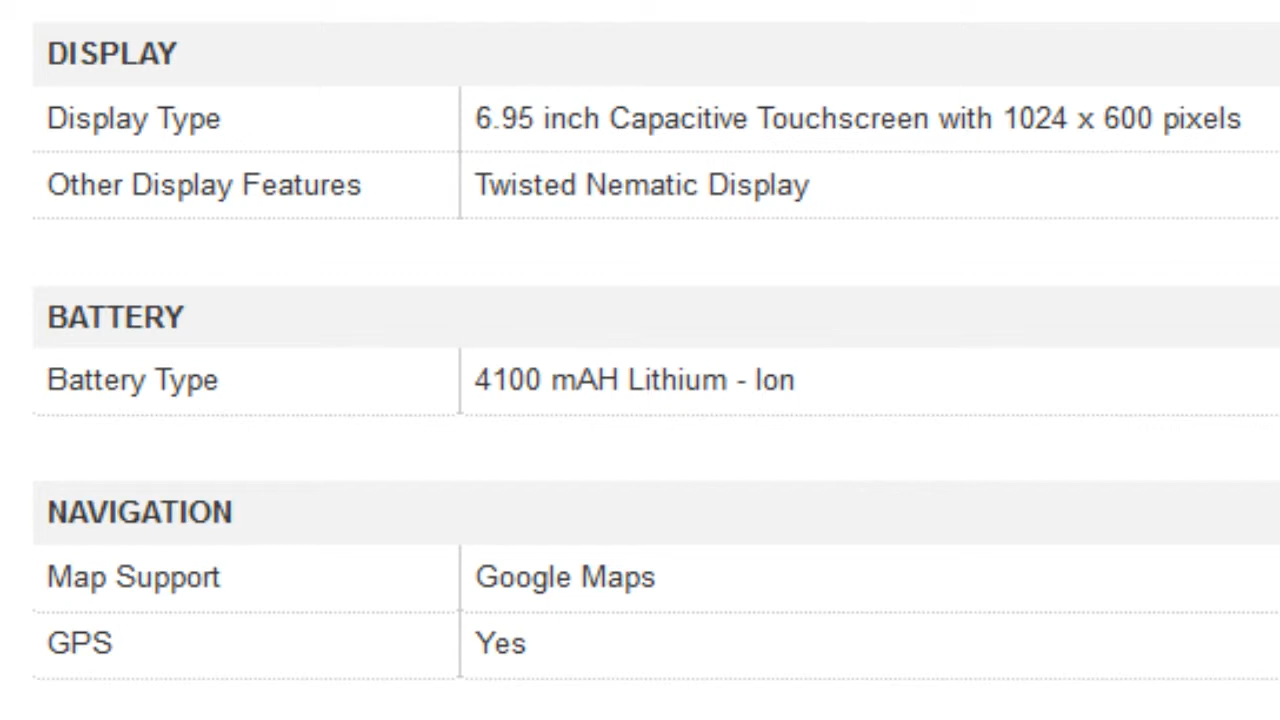 DISPLAY
Display Type 6.95 inch Capacitive Touchscreen with 1024 x 600 pixels
Other Display Features Twisted Nematic Display
BATTERY
Battery Type 4100 mAH Lithium - Ion
NAVIGATION
Map Support Google Maps
GPS Yes